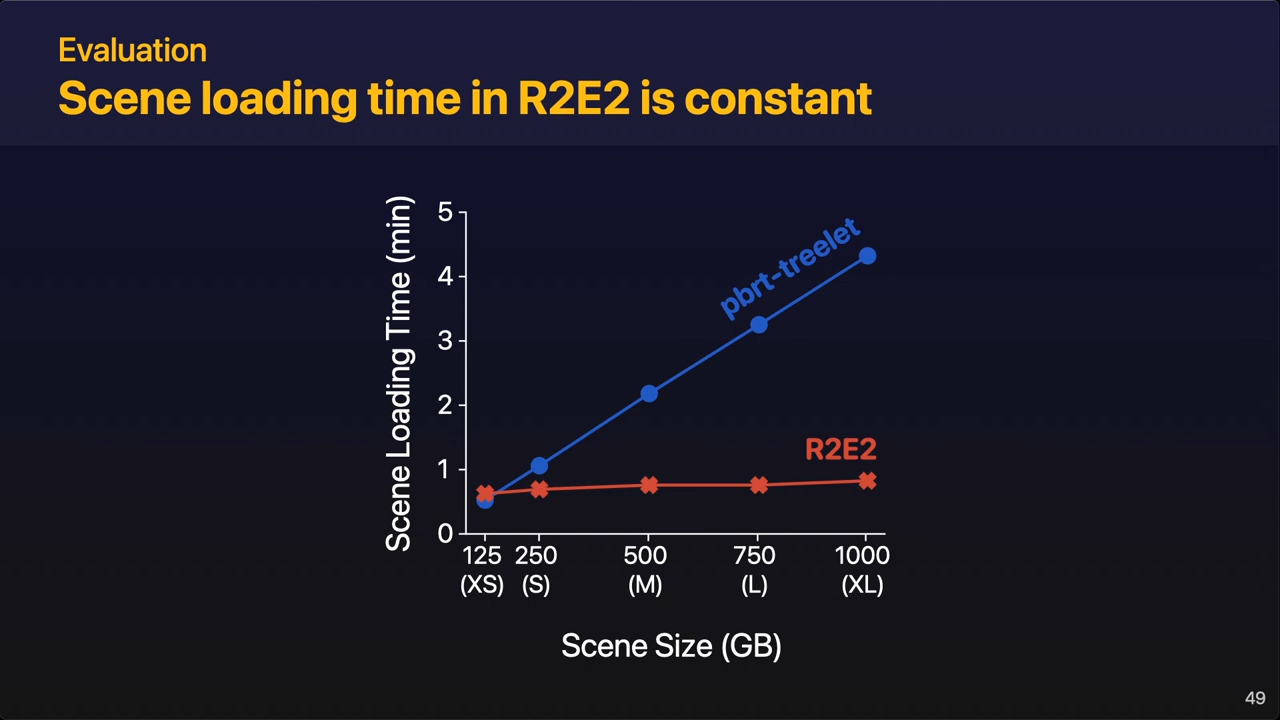 Evaluation
Scene loading time in R2E2 is constant
Scene Loading Time (min)
5
4
3
2
1
0
pbrt-treelet
R2E2
125 250 500 750 1000
(XS) (S) (M) (L) (XL)
Scene Size (GB)
49